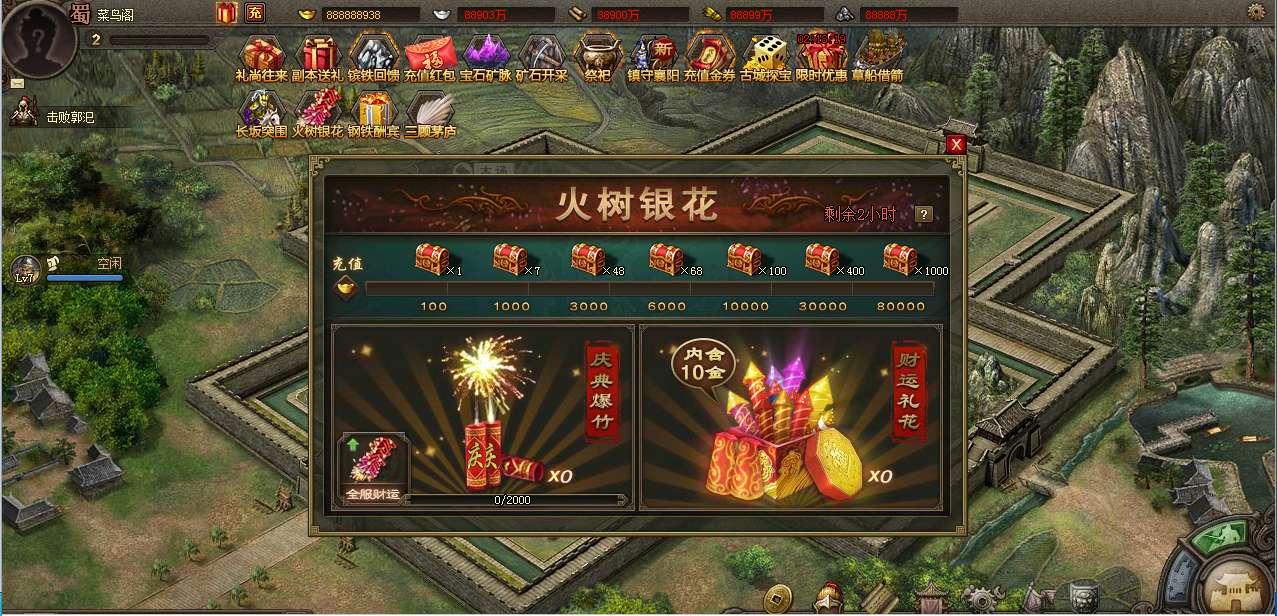 蜀
菜鸟阁
充
888888938
88903万
88900万
88899万
88888万
2
02:45:19
礼尚往来 副本送礼 镔铁回馈 充值红包 宝石矿脉 矿石开采 祭祀 镇守襄阳 充值金券 古城探宝 限时优惠 草船借箭
福
新
击败郭汜
长坂突围 火树银花 钢铁酬宾 三顾茅庐
X
火树银花
剩余2小时
?
充值
×1 ×7 ×48 ×68 ×100 ×400 ×1000
100 1000 3000 6000 10000 30000 80000
空闲
Lv7
庆典爆竹
庆庆
X0
全服财运
0/2000
内含
10金
财运礼花
X0